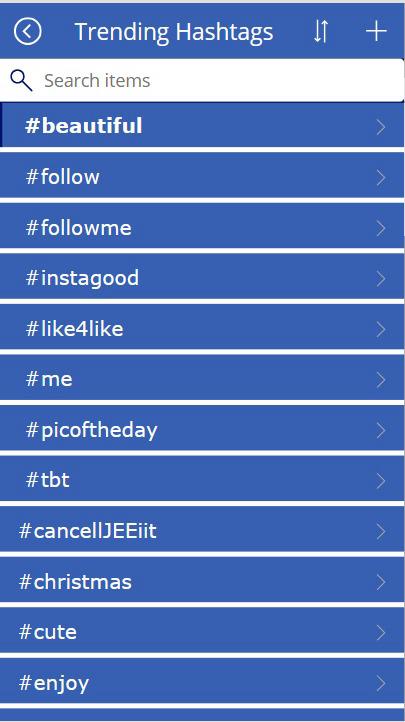 Trending Hashtags
Search items
#beautiful
#follow
#followme
#instagood
#like4like
#me
#picoftheday
#tbt
#cancellJEEiit
#christmas
#cute
#enjoy